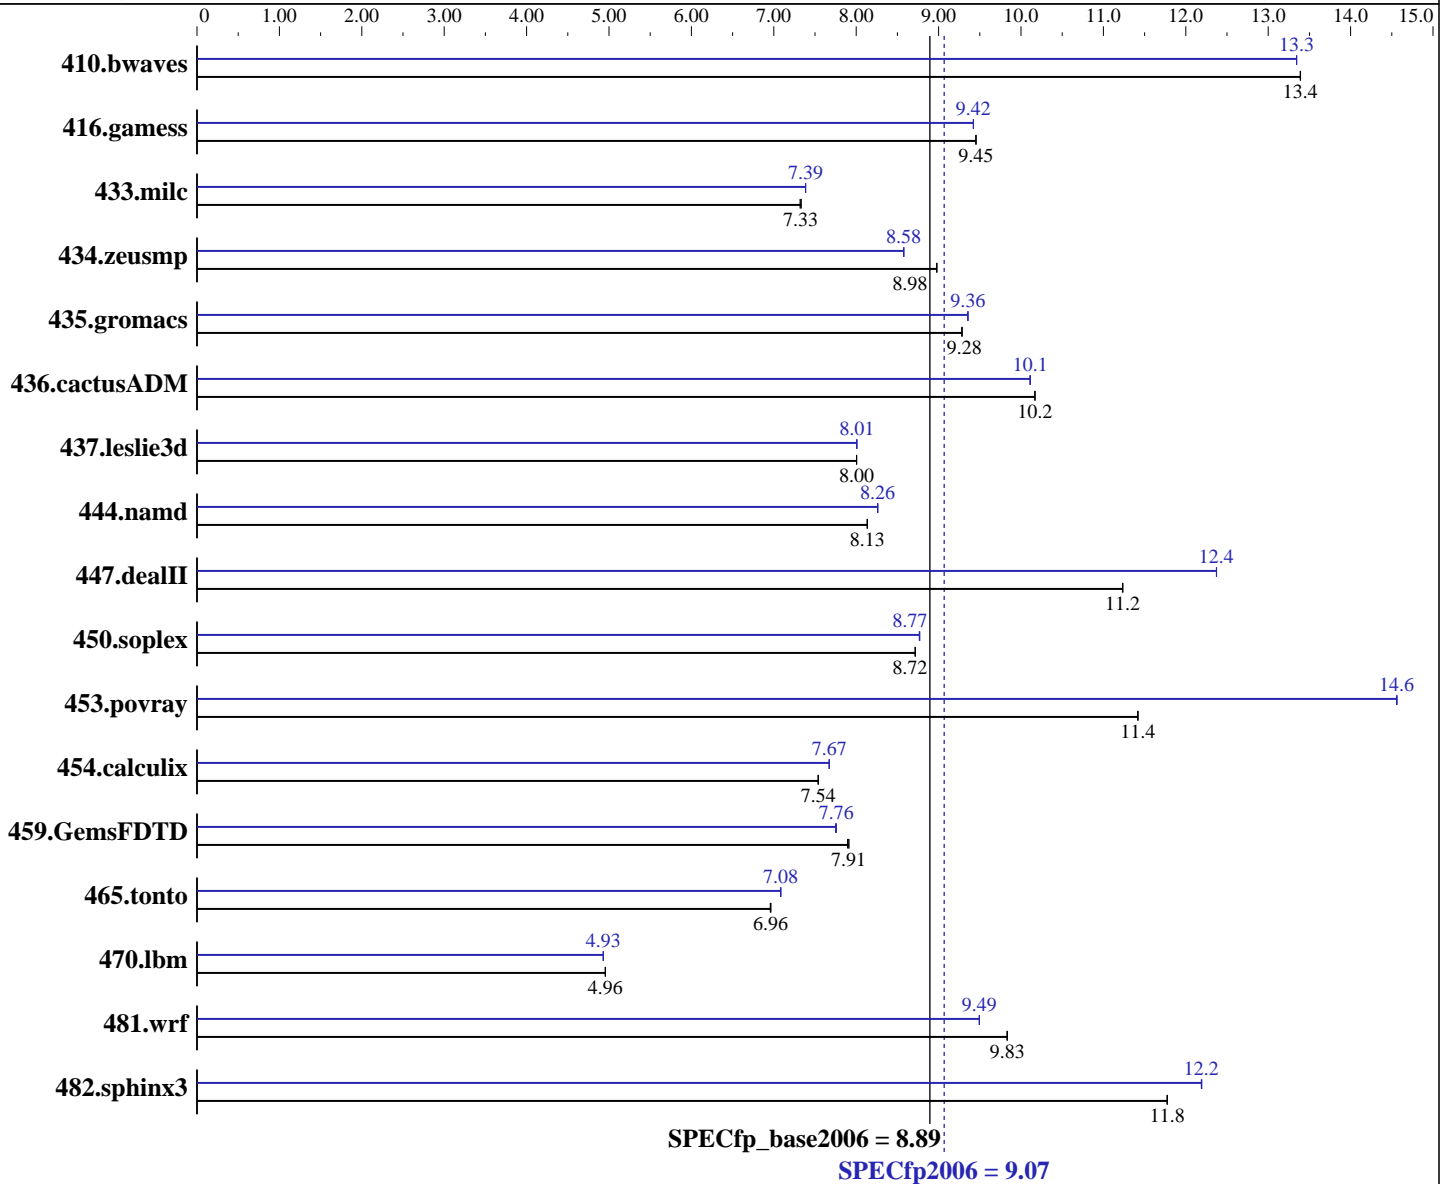 0 1.00 2.00 3.00 4.00 5.00 6.00 7.00 8.00 9.00 10.0 11.0 12.0 13.0 14.0 15.0
13.3
410.bwaves
13.4
9.42
416.gamess
9.45
7.39
433.milc
7.33
8.58
434.zeusmp
8.98
9.36
435.gromacs
9.28
10.1
436.cactusADM
10.2
8.01
437.leslie3d
8.00
8.26
444.namd
8.13
12.4
447.dealII
11.2
8.77
450.soplex
8.72
14.6
453.povray
11.4
7.67
454.calculix
7.54
7.76
459.GemsFDTD
7.91
7.08
465.tonto
6.96
4.93
470.lbm
4.96
9.49
481.wrf
9.83
12.2
482.sphinx3
11.8
SPECfp_base2006 = 8.89
SPECfp2006 = 9.07